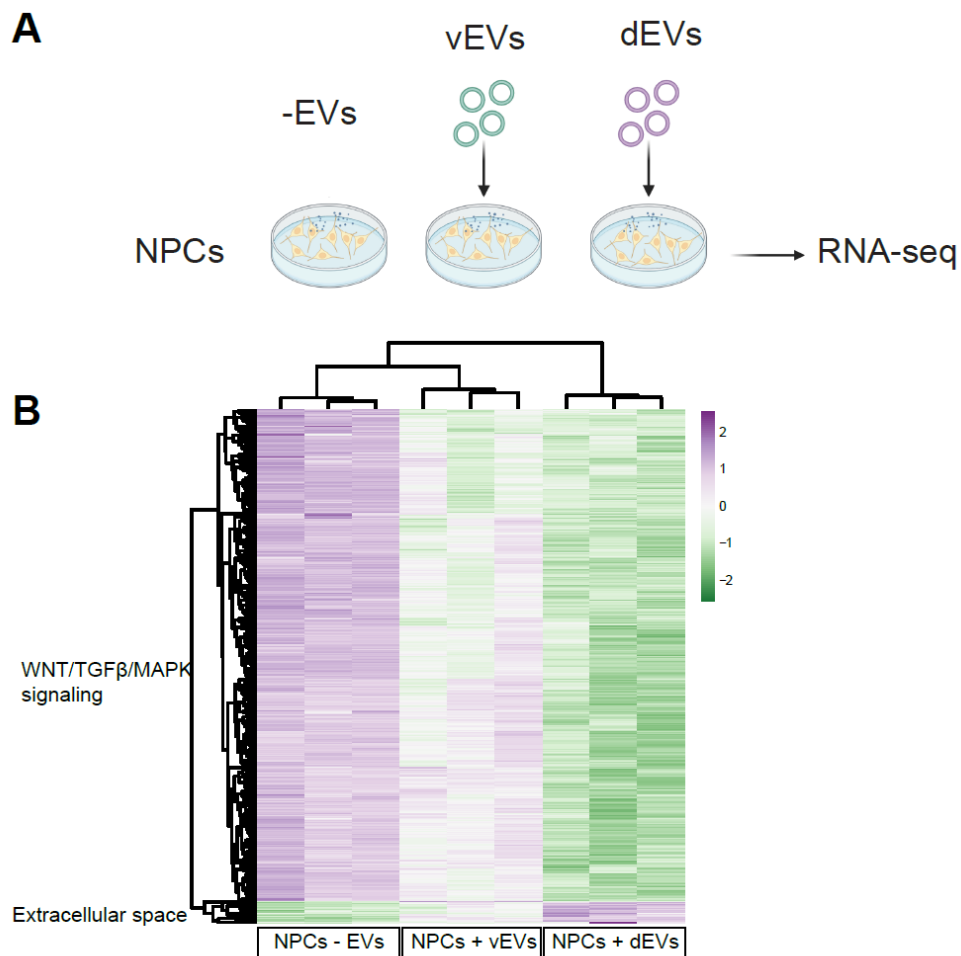 A
vEVs
dEVs
-EVs
NPCs
RNA-seq
B
2
1
0
−1
−2
WNT/TGFβ/MAPK
signaling
Extracellular space
NPCs - EVs
NPCs + vEVs
NPCs + dEVs